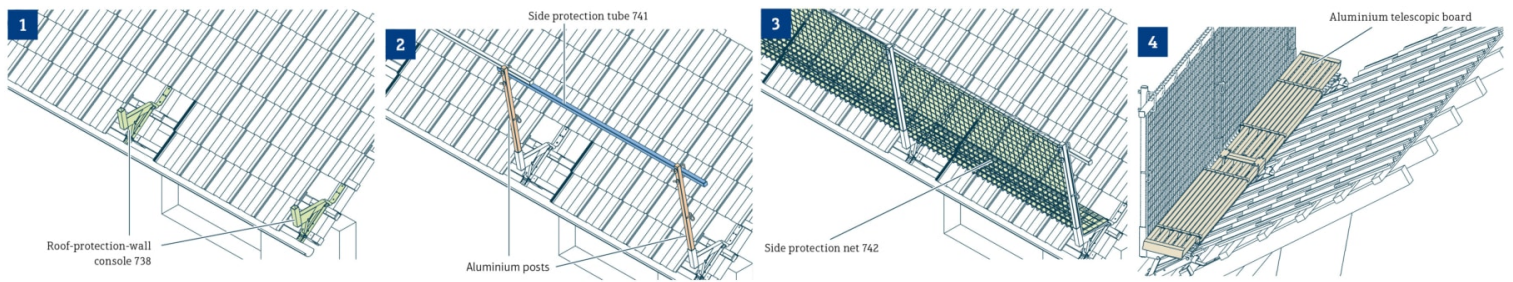 1
Roof-protection-wall
console 738
2
Side protection tube 741
Aluminium posts
3
Side protection net 742
4
Aluminium telescopic board